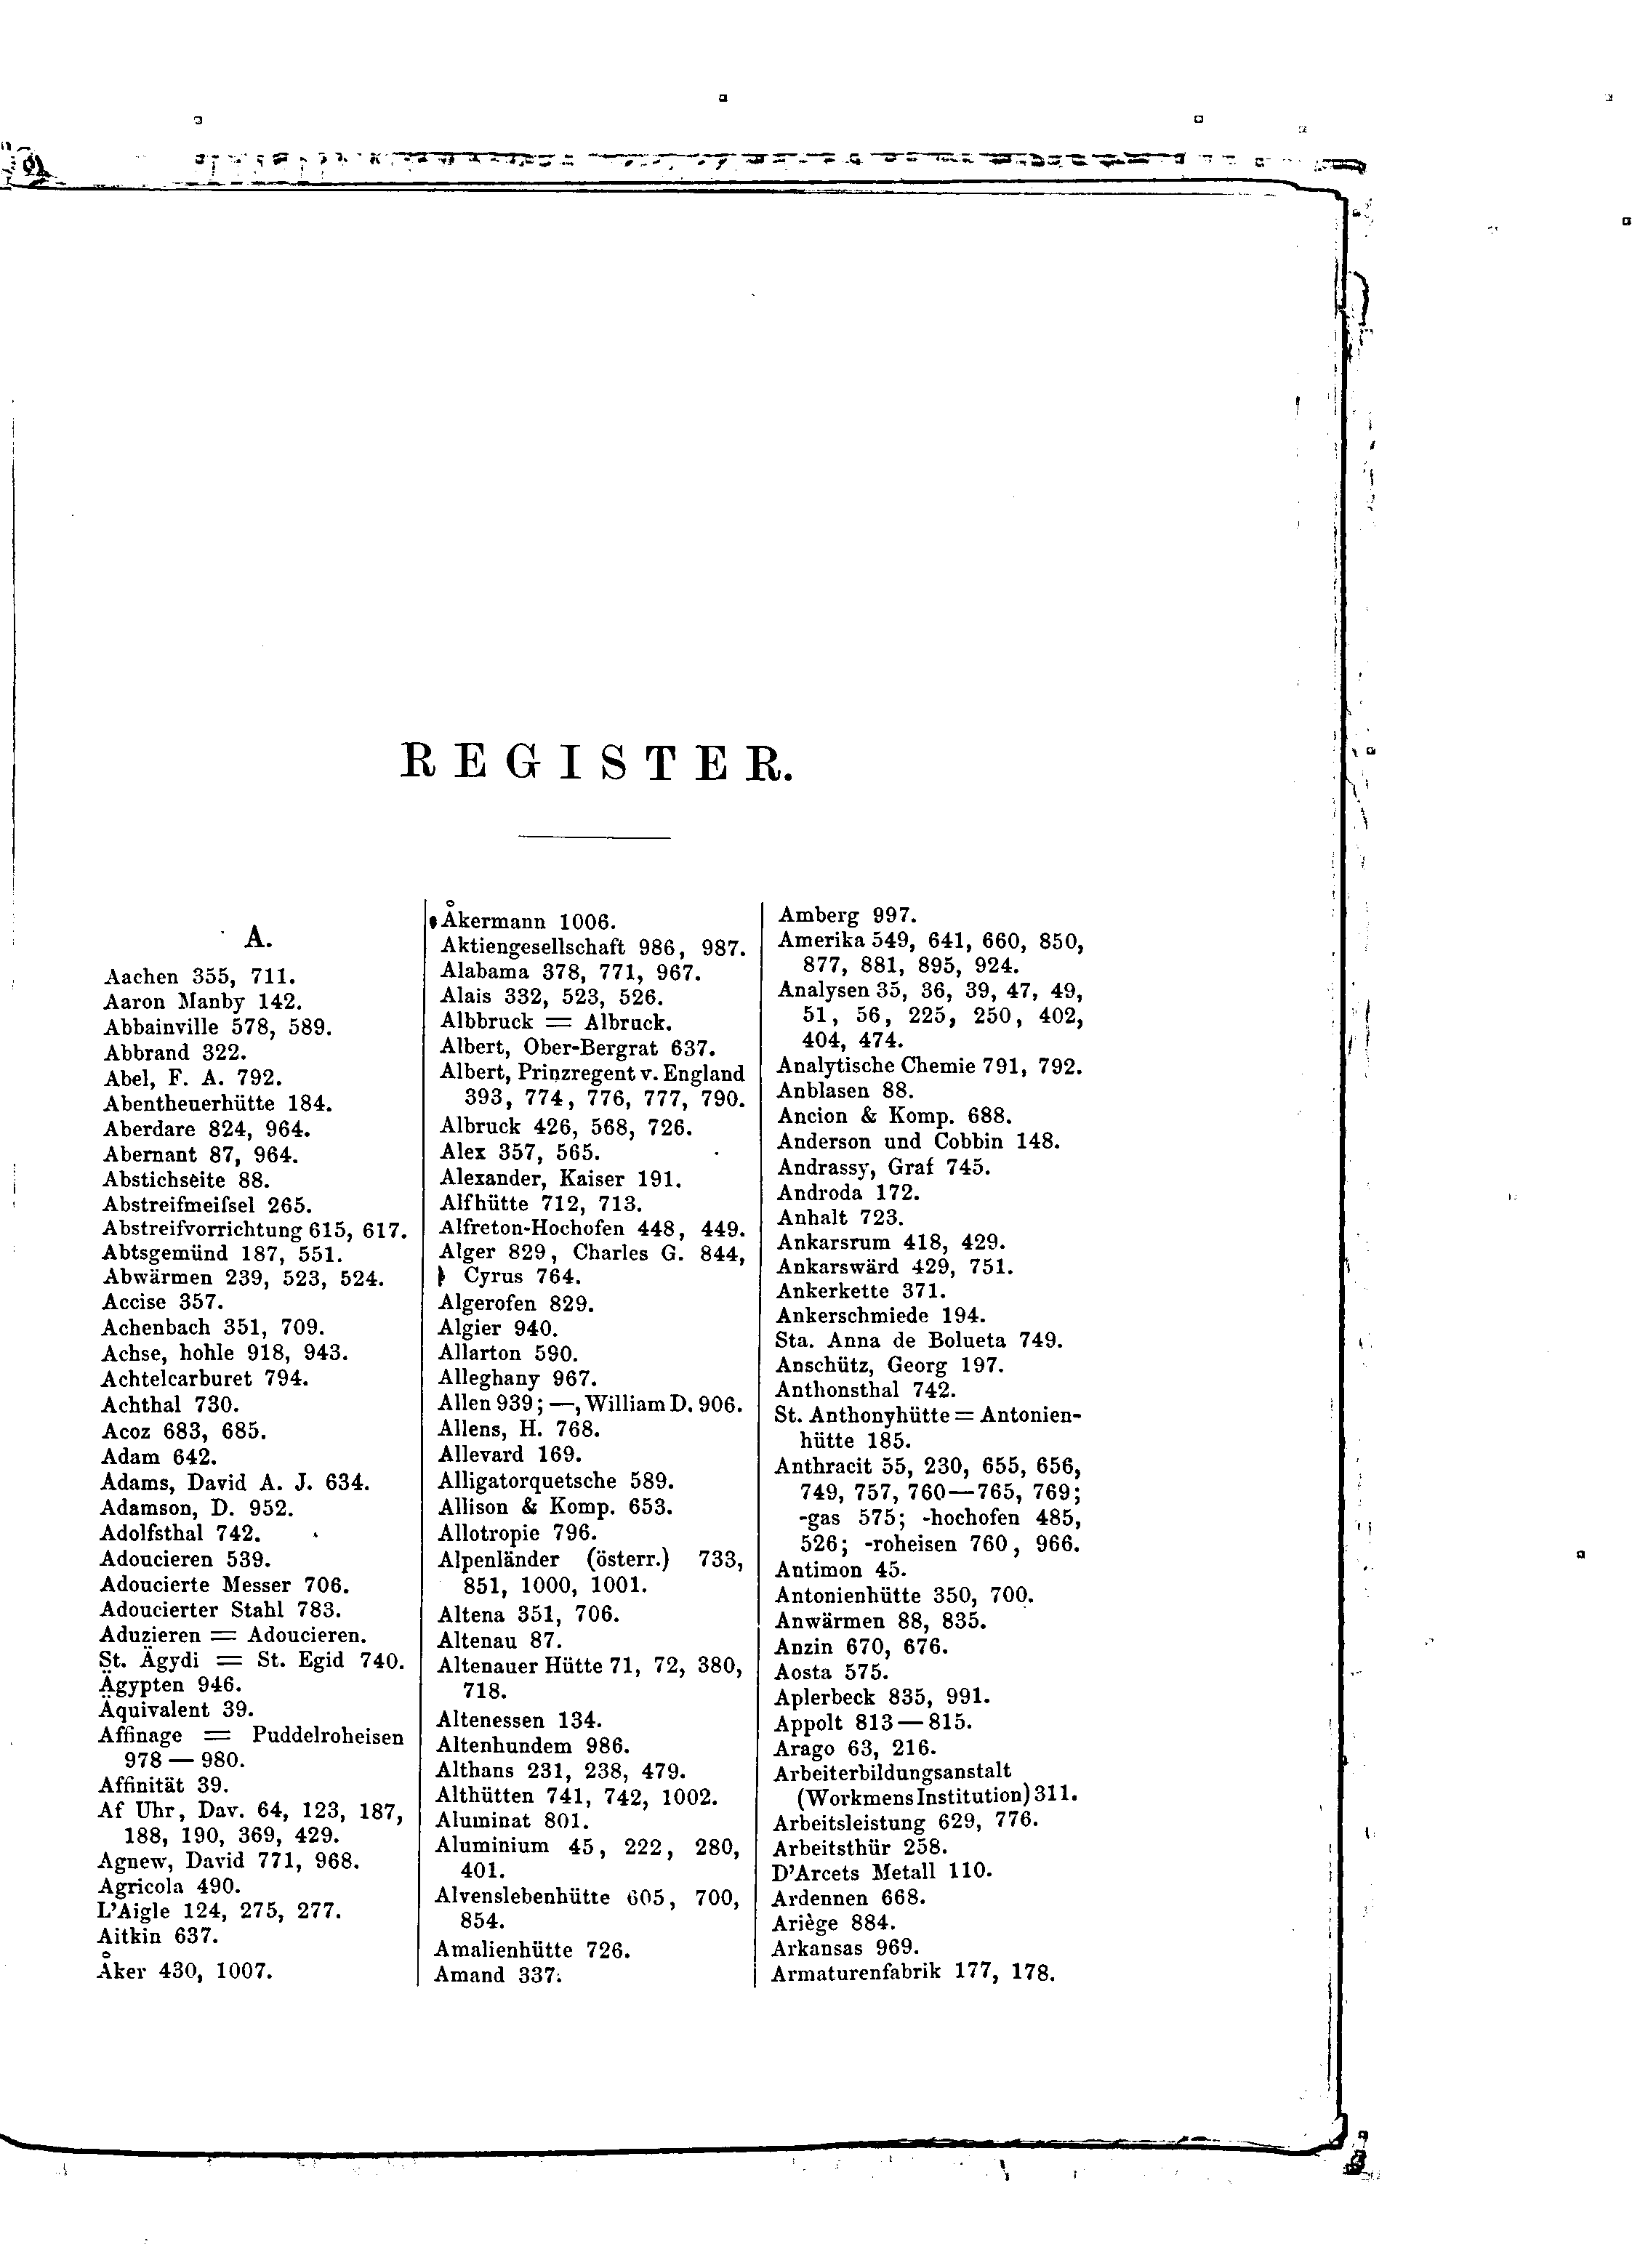 REGISTER.
A.
Aachen 355, 711.
Aaron Manby 142.
Abbainville 578, 589.
Abbrand 322.
Abel, F. A. 792.
Abentheuerhütte 184.
Aberdare 824, 964.
Abernant 87, 964.
Abstichseite 88.
Abstreifmeiſsel 265.
Abstreifvorrichtung 615, 617.
Abtsgemünd 187, 551.
Abwärmen 239, 523, 524.
Accise 357.
Achenbach 351, 709.
Achse, hohle 918, 943.
Achtelcarburet 794.
Achthal 730.
Acoz 683, 685.
Adam 642.
Adams, David A. J. 634.
Adamson, D. 952.
Adolfsthal 742.
Adoucieren 539.
Adoucierte Messer 706.
Adoucierter Stahl 783.
Aduzieren = Adoucieren.
St. Ägydi = St. Egid 740.
Ägypten 946.
Äquivalent 39.
Affinage = Puddelroheisen
978 — 980.
Affinität 39.
Af Uhr, Dav. 64, 123, 187,
188, 190, 369, 429.
Agnew, David 771, 968.
Agricola 490.
L'Aigle 124, 275, 277.
Aitkin 637.
Åker 430, 1007.
Åkermann 1006.
Aktiengesellschaft 986, 987.
Alabama 378, 771, 967.
Alais 332, 523, 526.
Albbruck = Albruck.
Albert, Ober-Bergrat 637.
Albert, Prinzregent v. England
393, 774, 776, 777, 790.
Albruck 426, 568, 726.
Alex 357, 565.
Alexander, Kaiser 191.
Alfhütte 712, 713.
Alfreton-Hochofen 448, 449.
Alger 829, Charles G. 844,
Cyrus 764.
Algerofen 829.
Algier 940.
Allarton 590.
Alleghany 967.
Allen 939; —, William D. 906.
Allens, H. 768.
Allevard 169.
Alligatorquetsche 589.
Allison & Komp. 653.
Allotropie 796.
Alpenländer (österr.) 733,
851, 1000, 1001.
Altena 351, 706.
Altenau 87.
Altenauer Hütte 71, 72, 380,
718.
Altenessen 134.
Altenhundem 986.
Althans 231, 238, 479.
Althütten 741, 742, 1002.
Aluminat 801.
Aluminium 45, 222, 280,
401.
Alvenslebenhütte 605, 700,
854.
Amalienhütte 726.
Amand 337.
Amberg 997.
Amerika 549, 641, 660, 850,
877, 881, 895, 924.
Analysen 35, 36, 39, 47, 49,
51, 56, 225, 250, 402,
404, 474.
Analytische Chemie 791, 792.
Anblasen 88.
Ancion & Komp. 688.
Anderson und Cobbin 148.
Andrassy, Graf 745.
Androda 172.
Anhalt 723.
Ankarsrum 418, 429.
Ankarswärd 429, 751.
Ankerkette 371.
Ankerschmiede 194.
Sta. Anna de Bolueta 749.
Anschütz, Georg 197.
Anthonsthal 742.
St. Anthonyhütte = Antonien-
hütte 185.
Anthracit 55, 230, 655, 656,
749, 757, 760—765, 769;
-gas 575; -hochofen 485,
526; -roheisen 760, 966.
Antimon 45.
Antonienhütte 350, 700.
Anwärmen 88, 835.
Anzin 670, 676.
Aosta 575.
Aplerbeck 835, 991.
Appolt 813 — 815.
Arago 63, 216.
Arbeiterbildungsanstalt
(Workmens Institution) 311.
Arbeitsleistung 629, 776.
Arbeitsthür 258.
D'Arcets Metall 110.
Ardennen 668.
Ariège 884.
Arkansas 969.
Armaturenfabrik 177, 178.